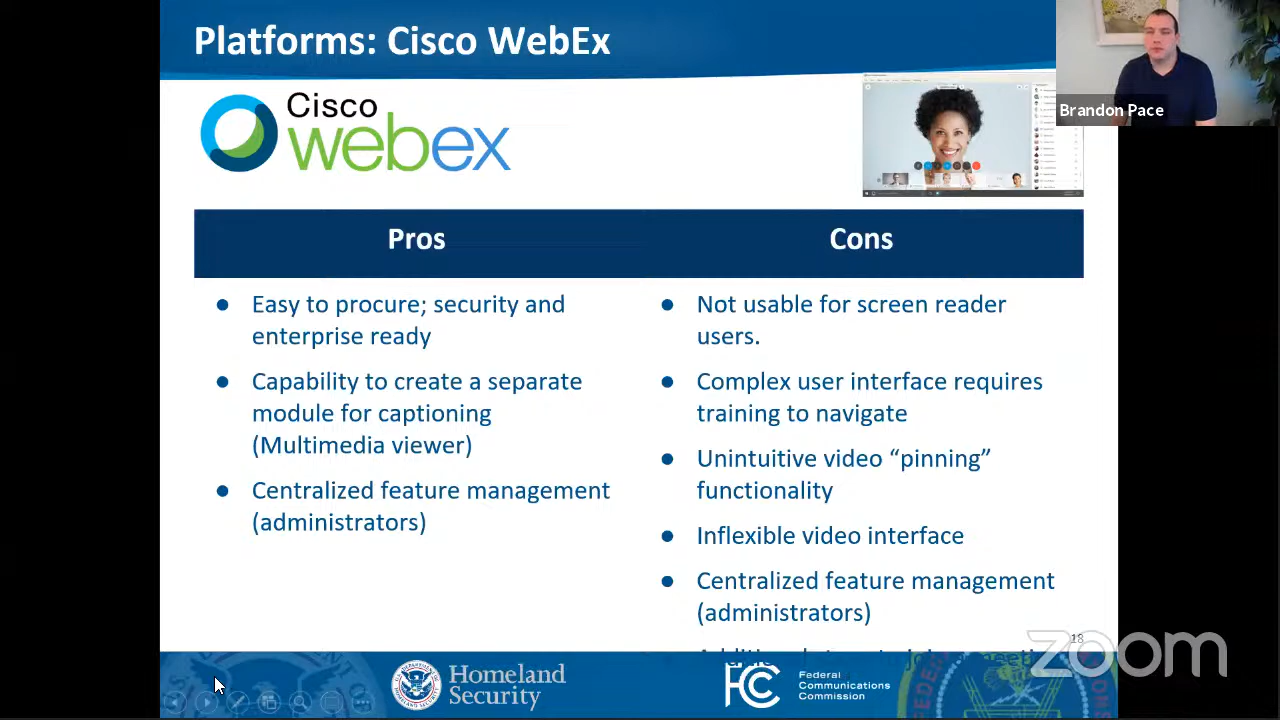 Platforms: Cisco WebEx
Brandon Pace
Cisco
webex
Pros
Cons
● Easy to procure; security and
enterprise ready
● Capability to create a separate
module for captioning
(Multimedia viewer)
● Centralized feature management
(administrators)
● Not usable for screen reader
users.
● Complex user interface requires
training to navigate
● Unintuitive video “pinning”
functionality
● Inflexible video interface
● Centralized feature management
(administrators)
18
zoom
Homeland
Security
FCC
Federal
Communications
Commission